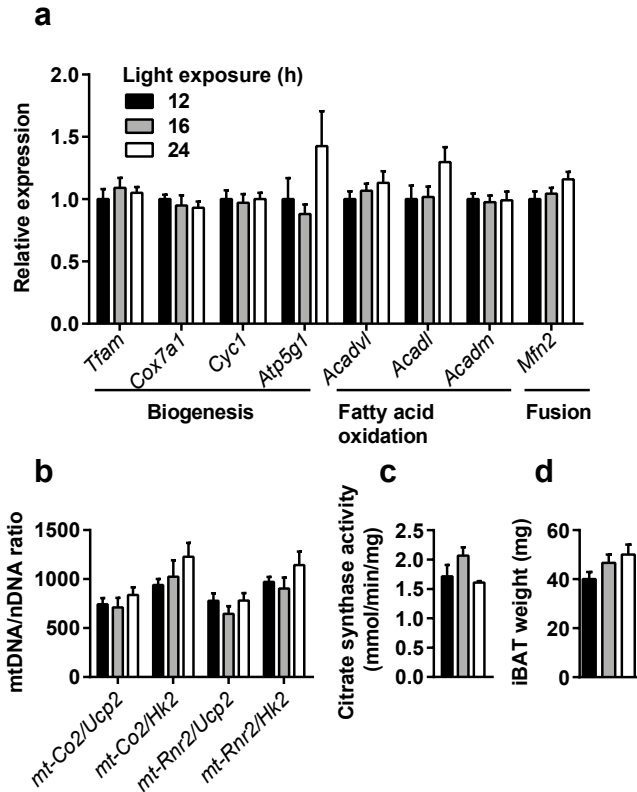 a
Light exposure (h)
12
16
24
Relative expression
2.0
1.5
1.0
0.5
0.0
Tfam
Cox7a1
Cyc1
Atp5g1
Acadvl
Acadl
Acadm
Mfn2
Biogenesis
Fatty acid
oxidation
Fusion
b
mtDNA/nDNA ratio
1500
1000
500
0
mt-Co2/Ucp2
mt-Co2/Hk2
mt-Rnr2/Ucp2
mt-Rnr2/Hk2
c
Citrate synthase activity
(mmol/min/mg)
2.5
2.0
1.5
1.0
0.5
0.0
d
iBAT weight (mg)
60
40
20
0